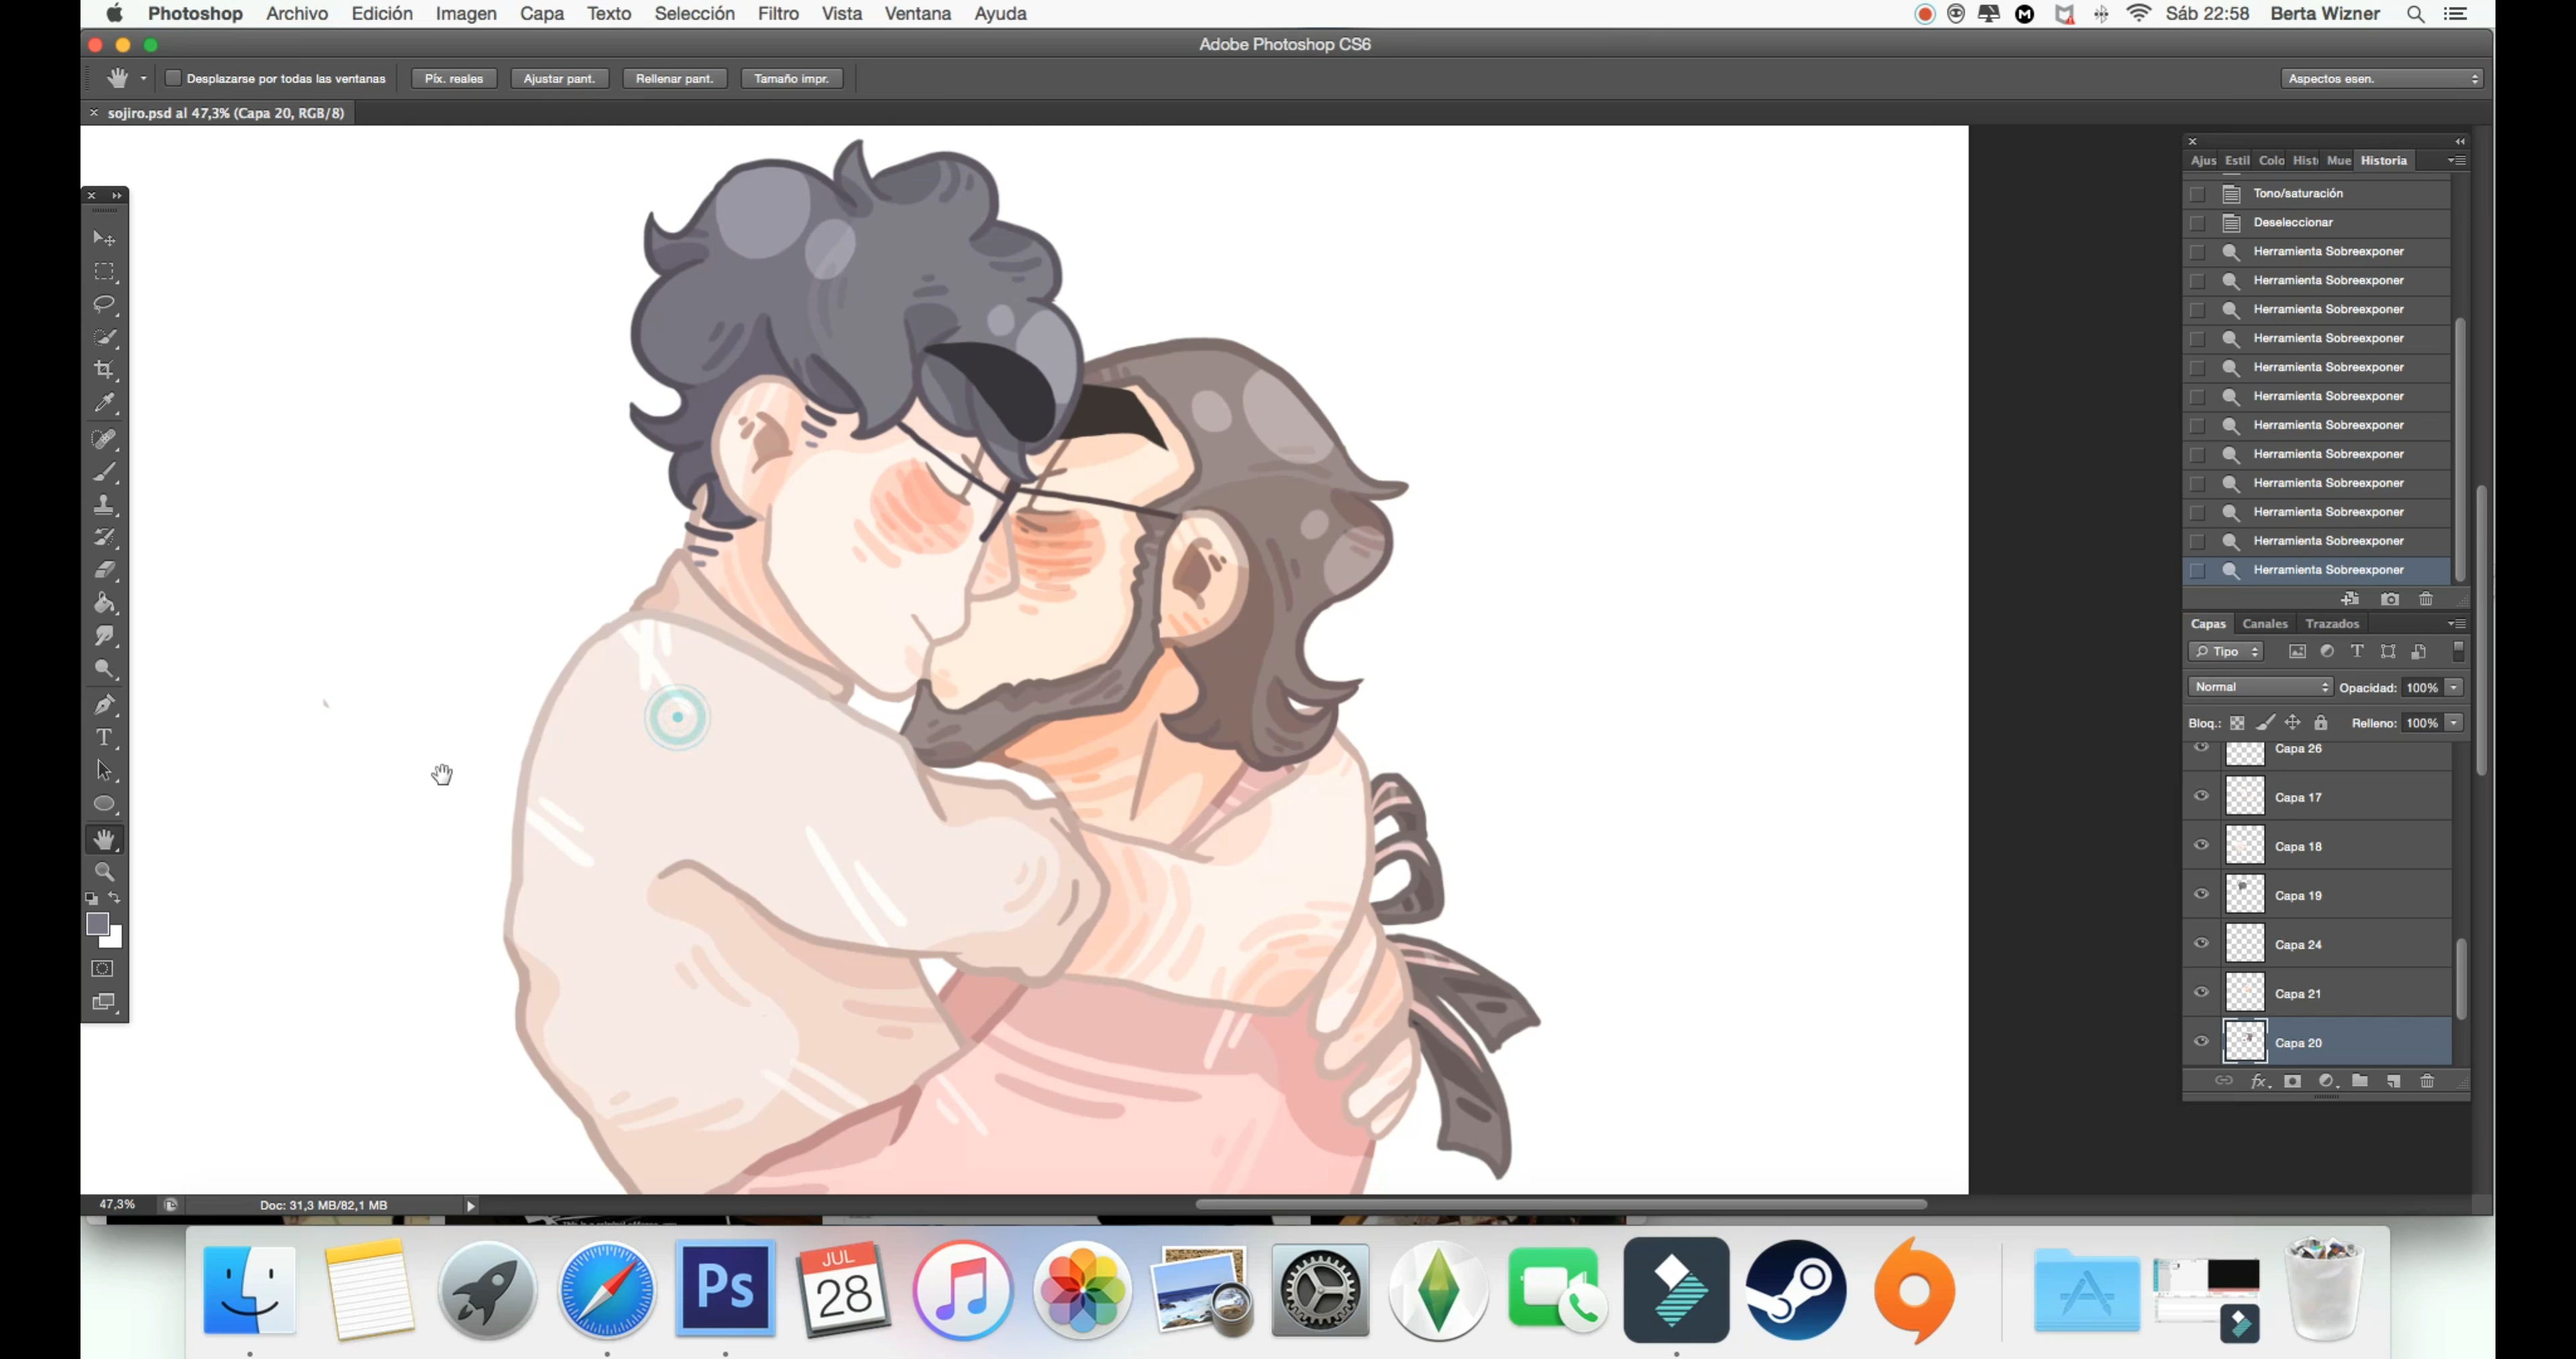 Photoshop Archivo Edición Imagen Capa Texto Selección Filtro Vista Ventana Ayuda Sáb 22:58 Berta Wizner
Adobe Photoshop CS6
Desplazarse por todas las ventanas Píx. reales Ajustar pant. Rellenar pant. Tamaño impr. Aspectos esen.
sojiro.psd al 47,3% (Capa 20, RGB/8)
Ajus Estil Colo Hist Mue Historia
Tono/saturación
Deseleccionar
Herramienta Sobreexponer
Herramienta Sobreexponer
Herramienta Sobreexponer
Herramienta Sobreexponer
Herramienta Sobreexponer
Herramienta Sobreexponer
Herramienta Sobreexponer
Herramienta Sobreexponer
Herramienta Sobreexponer
Herramienta Sobreexponer
Herramienta Sobreexponer
Herramienta Sobreexponer
Capas Canales Trazados
Tipo
Normal Opacidad: 100%
Bloq.: Relleno: 100%
Capa 26
Capa 17
Capa 18
Capa 19
Capa 24
Capa 21
Capa 20
fx
47,3% Doc: 31,3 MB/82,1 MB
Ps
JUL
28